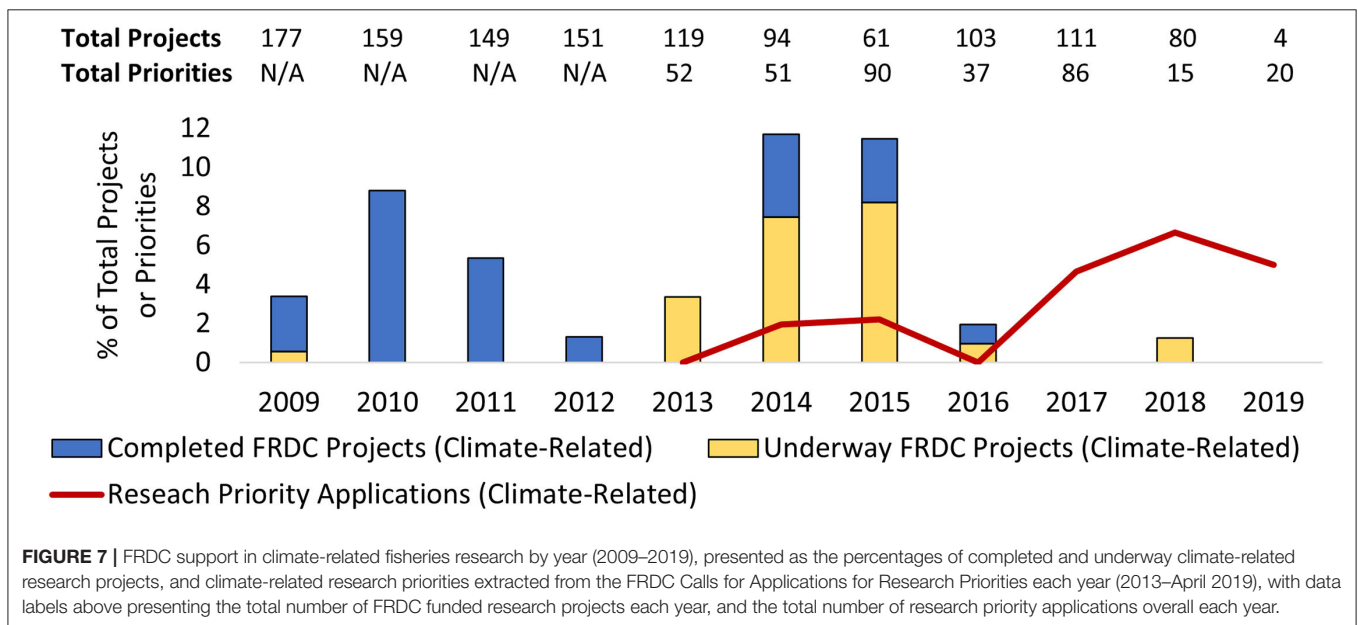 Total Projects 177 159 149 151 119 94 61 103 111 80 4
Total Priorities N/A N/A N/A N/A 52 51 90 37 86 15 20
% of Total Projects
or Priorities
12
10
8
6
4
2
0
2009 2010 2011 2012 2013 2014 2015 2016 2017 2018 2019
Completed FRDC Projects (Climate-Related) Underway FRDC Projects (Climate-Related)
Reseach Priority Applications (Climate-Related)
FIGURE 7 | FRDC support in climate-related fisheries research by year (2009–2019), presented as the percentages of completed and underway climate-related
research projects, and climate-related research priorities extracted from the FRDC Calls for Applications for Research Priorities each year (2013–April 2019), with data
labels above presenting the total number of FRDC funded research projects each year, and the total number of research priority applications overall each year.